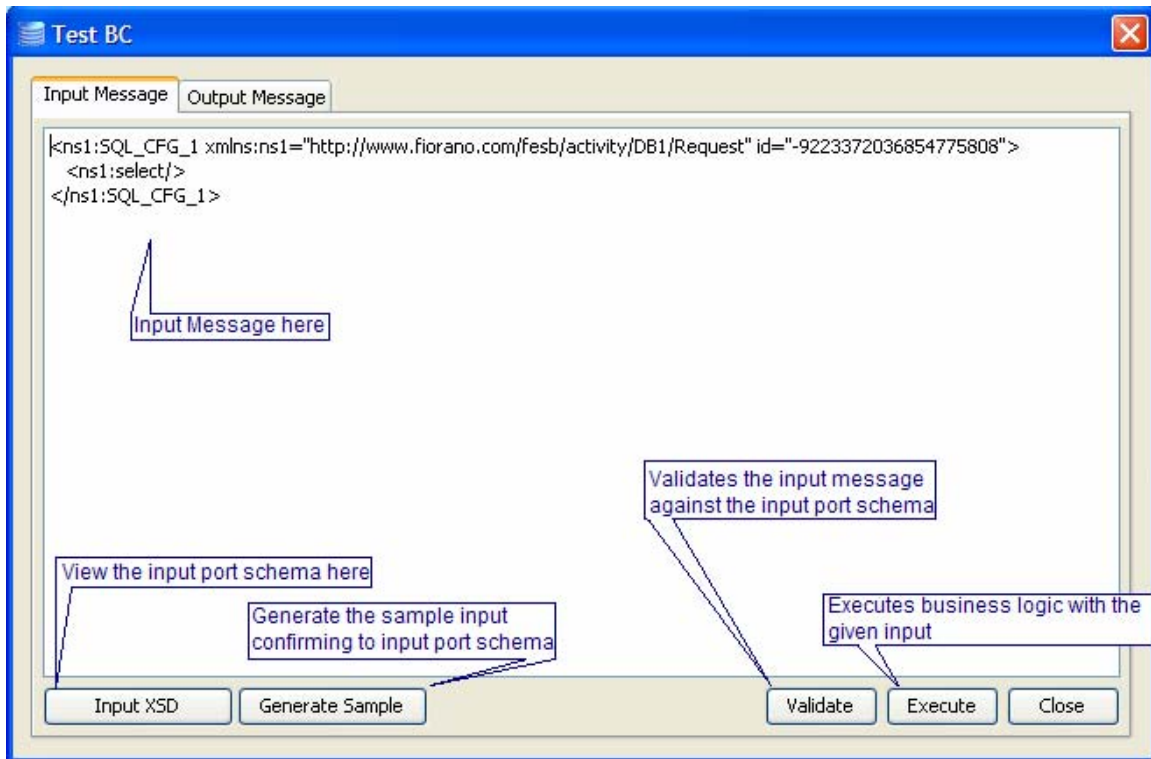 Test BC
Input Message Output Message
<ns1:SQL_CFG_1 xmlns:ns1="http://www.fiorano.com/fesb/activity/DB1/Request" id="-9223372036854775808">
<ns1:select/>
</ns1:SQL_CFG_1>
Input Message here
Validates the input message
against the input port schema
View the input port schema here
Generate the sample input
confirming to input port schema
Executes business logic with the
given input
Input XSD Generate Sample Validate Execute Close